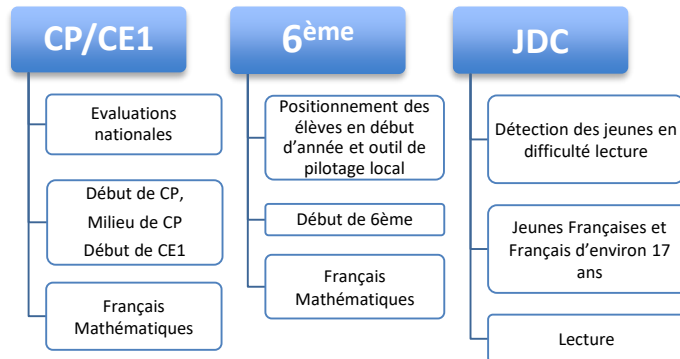 CP/CE1
Evaluations
nationales
Début de CP,
Milieu de CP
Début de CE1
Français
Mathématiques
6ème
Positionnement des
élèves en début
d'année et outil de
pilotage local
Début de 6ème
Français
Mathématiques
JDC
Détection des jeunes en
difficulté lecture
Jeunes Françaises et
Français d'environ 17
ans
Lecture